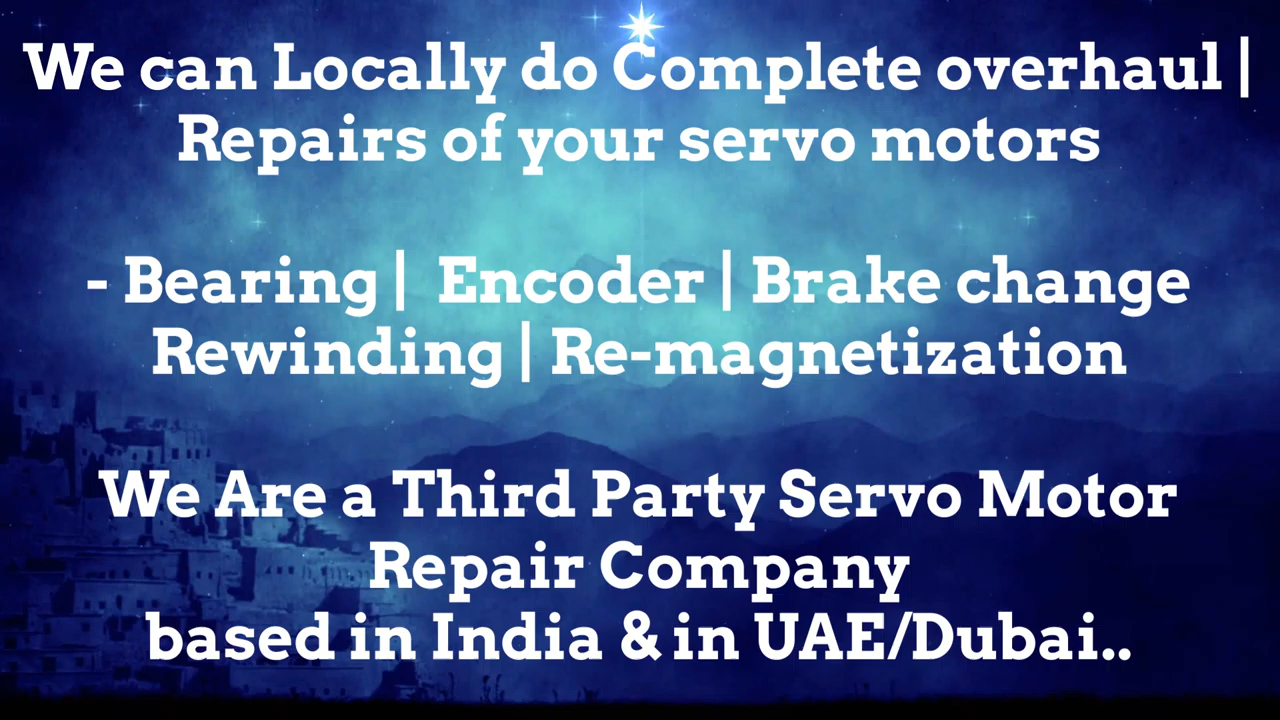 We can Locally do Complete overhaul |
Repairs of your servo motors
- Bearing | Encoder | Brake change
Rewinding | Re-magnetization
We Are a Third Party Servo Motor
Repair Company
based in India & in UAE/Dubai..